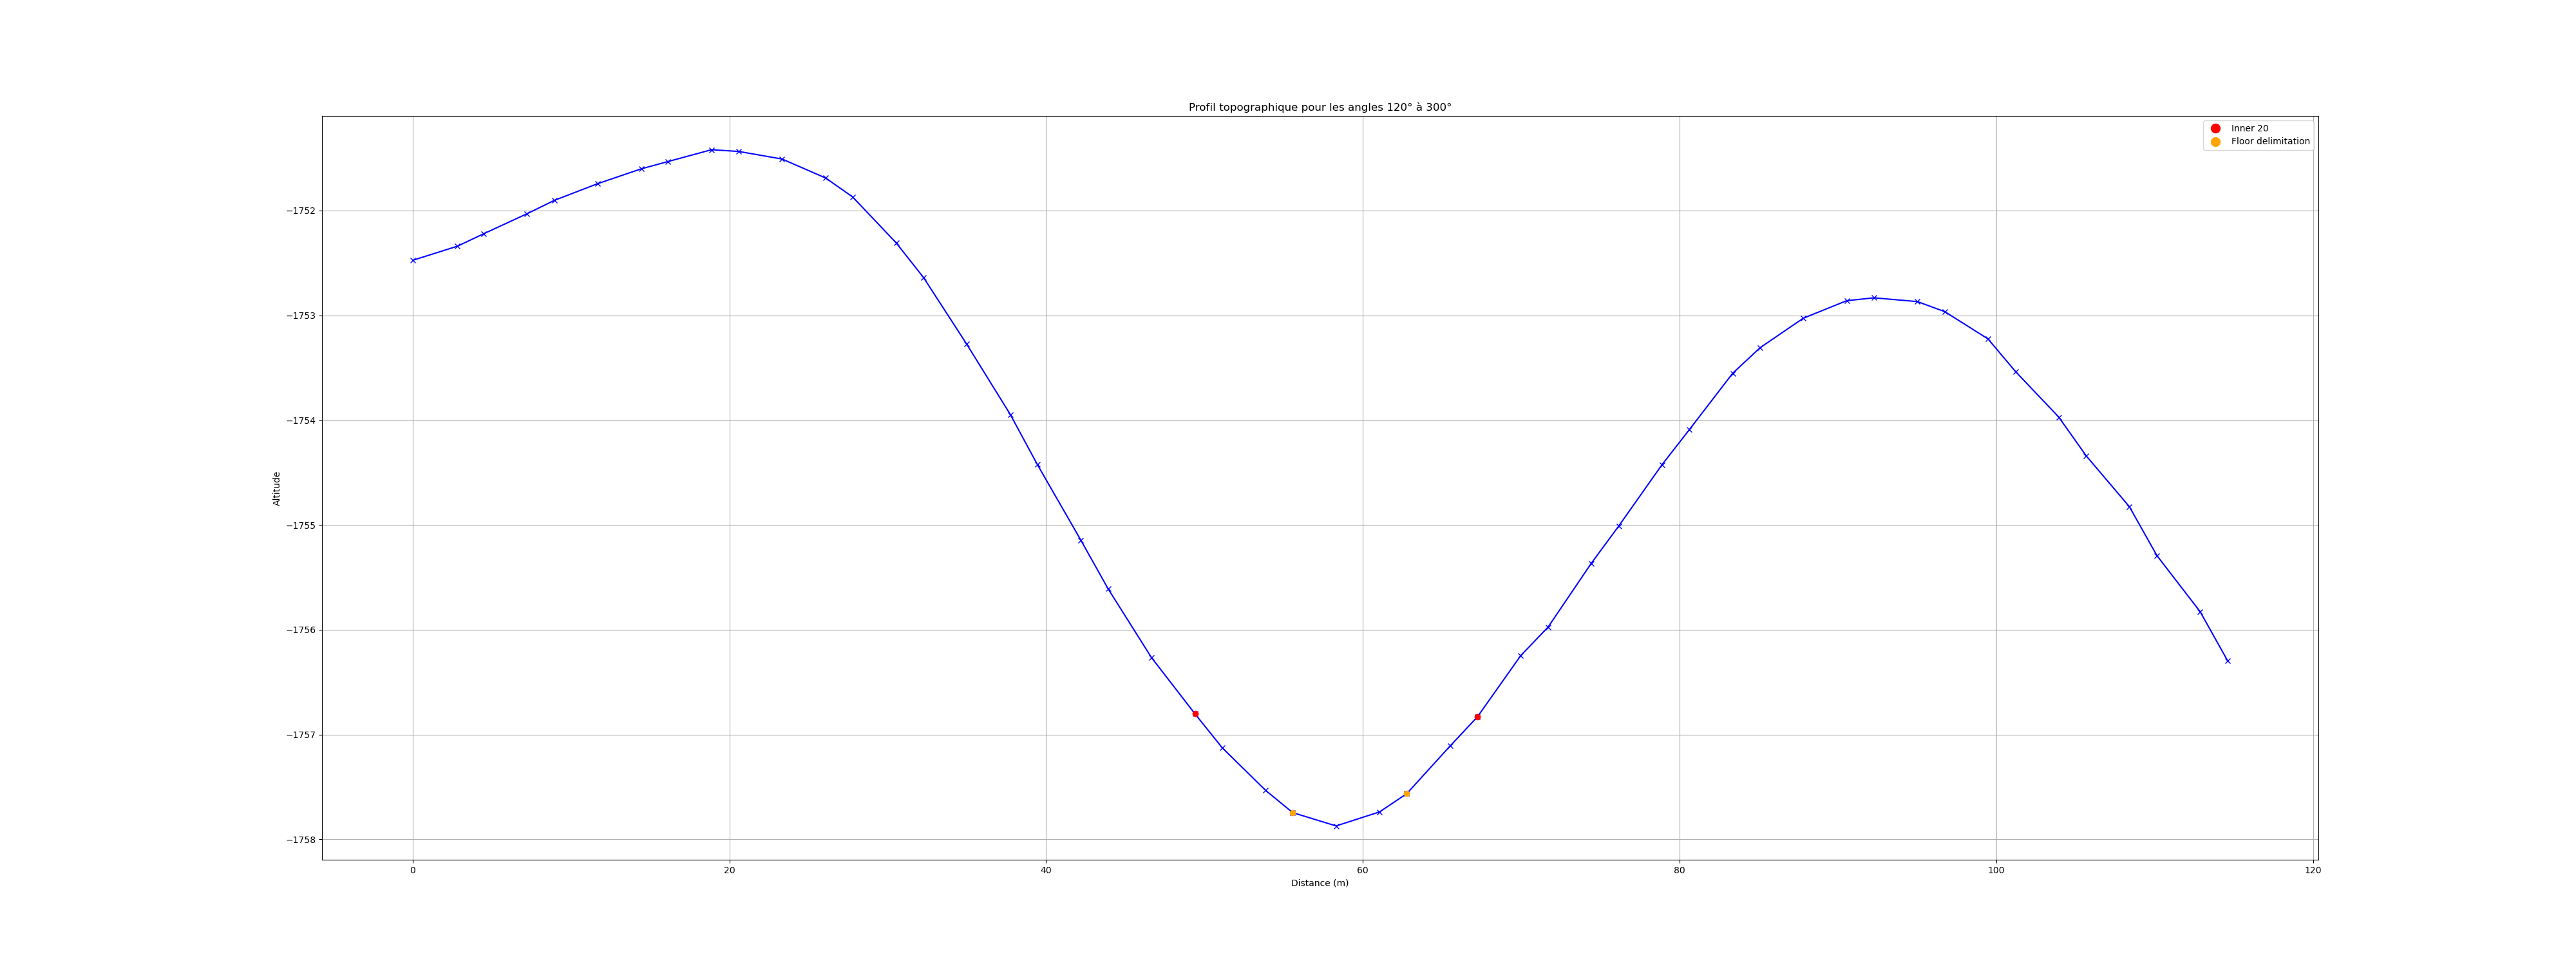 Profil topographique pour les angles 120° à 300°
Inner 20
Floor delimitation
−1752
−1753
−1754
−1755
−1756
−1757
−1758
Altitude
0 20 40 60 80 100 120
Distance (m)